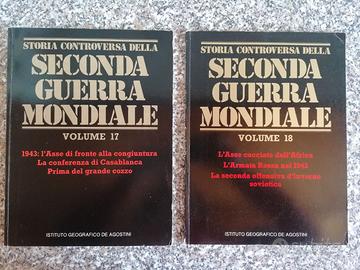 STORIA CONTROVERSA DELLA
SECONDA
GUERRA
MONDIALE
VOLUME 17
1943: l'Asse di fronte alla congiuntura
La conferenza di Casablanca
Prima del grande cozzo
ISTITUTO GEOGRAFICO DE AGOSTINI
STORIA CONTROVERSA DELLA
SECONDA
GUERRA
MONDIALE
VOLUME 18
L'Asse cacciato dall'Africa
L'Armata Rossa nel 1943
La seconda offensiva d'inverno
sovietica
ISTITUTO GEOGRAFICO DE AGOSTINI